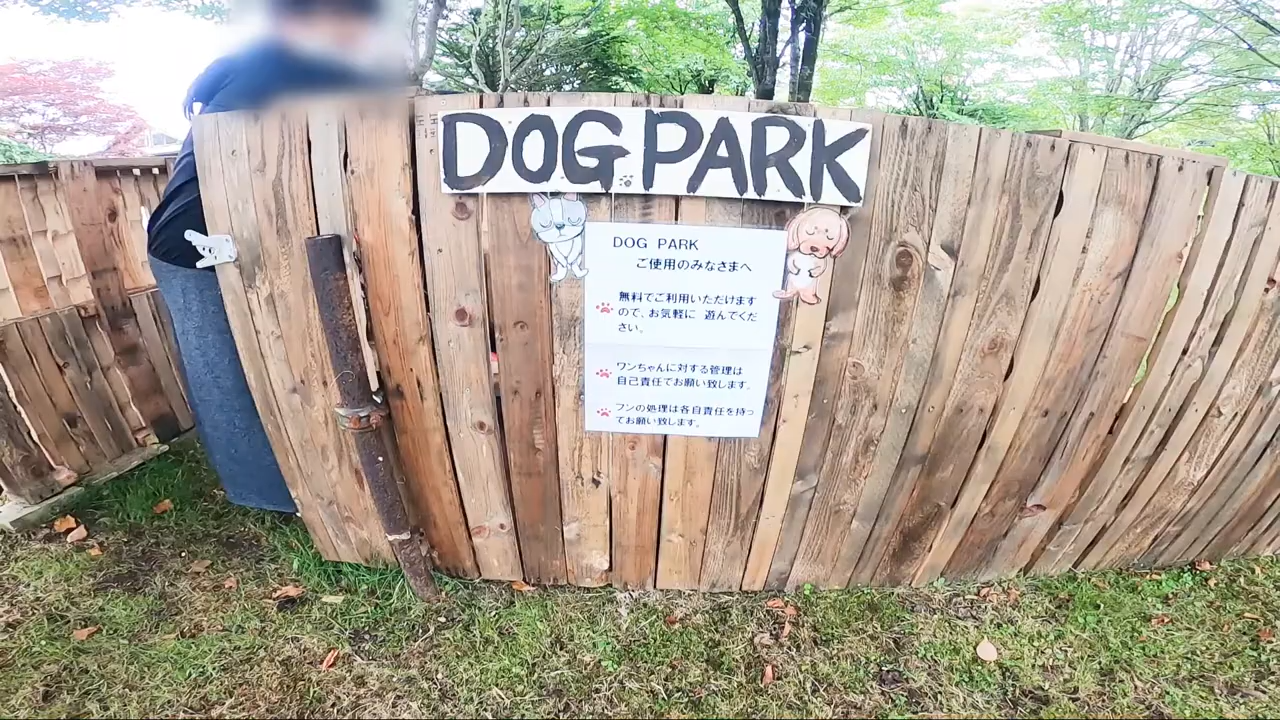 DOG PARK
DOG PARK
ご使用のみなさまへ
無料でご利用いただけます
ので、お気軽に 遊んでくだ
さい。
ワンちゃんに対する管理は
自己責任でお願い致します。
フンの処理は各自責任を持っ
てお願い致します。